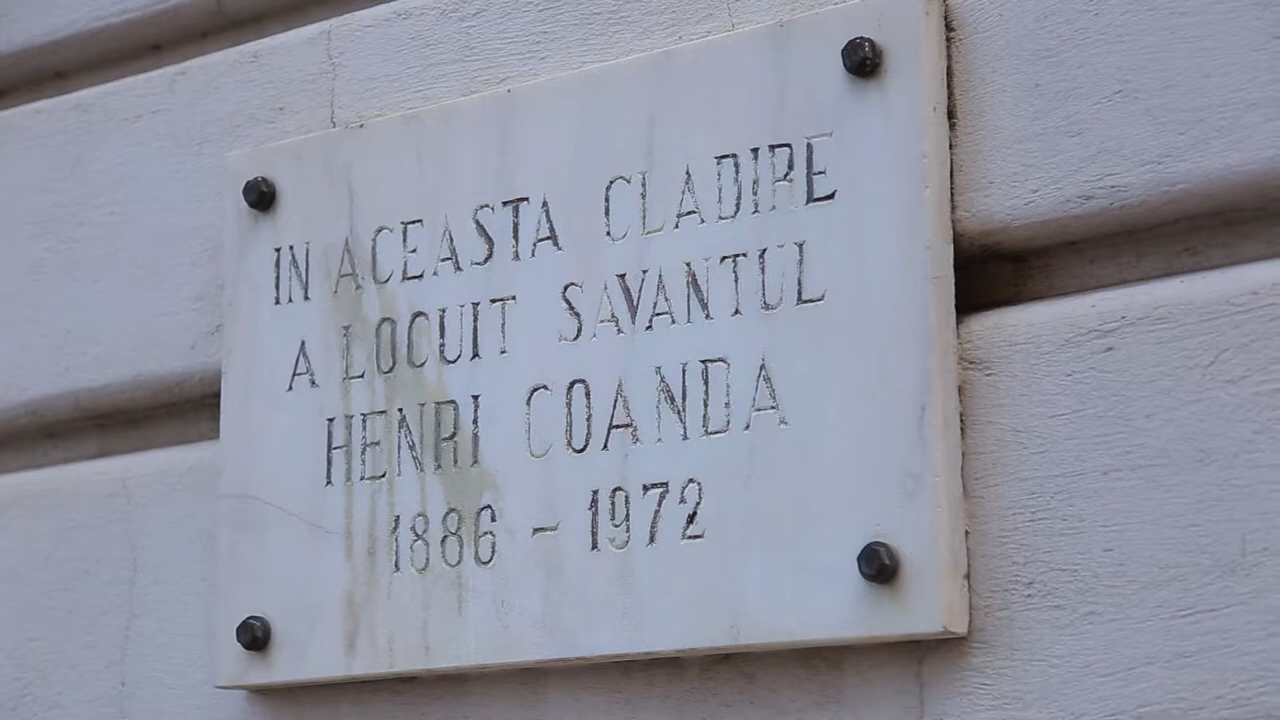 IN ACEASTA CLADIRE
A LOCUIT SAVANTUL
HENRI COANDA
1886 - 1972